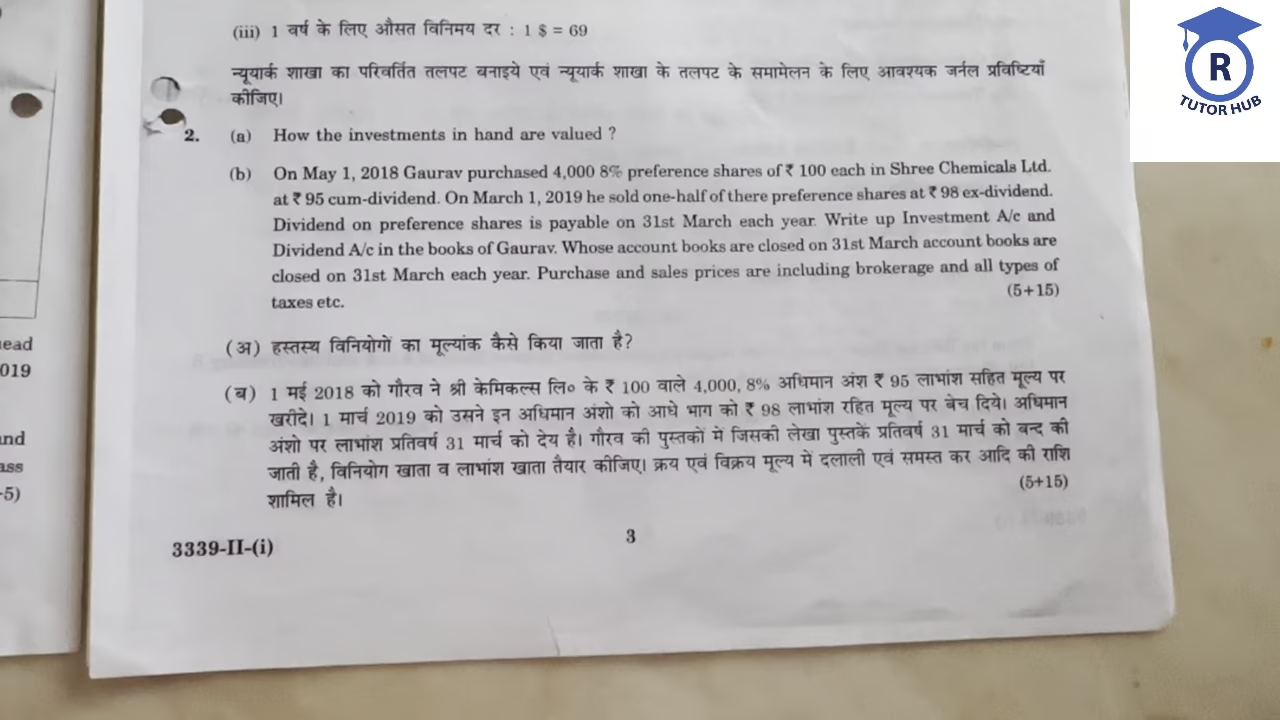 (iii) 1 वर्ष के लिए औसत विनिमय दर : 1 $ = 69
न्यूयार्क शाखा का परिवर्तित तलपट बनाइये एवं न्यूयार्क शाखा के तलपट के समामेलन के लिए आवश्यक जर्नल प्रविष्टियाँ
कीजिए।
2. (a) How the investments in hand are valued ?
(b) On May 1, 2018 Gaurav purchased 4,000 8% preference shares of ₹ 100 each in Shree Chemicals Ltd.
at ₹ 95 cum-dividend. On March 1, 2019 he sold one-half of there preference shares at ₹ 98 ex-dividend.
Dividend on preference shares is payable on 31st March each year. Write up Investment A/c and
Dividend A/c in the books of Gaurav. Whose account books are closed on 31st March account books are
closed on 31st March each year. Purchase and sales prices are including brokerage and all types of
taxes etc. (5+15)
(अ) हस्तस्थ विनियोगों का मूल्यांक कैसे किया जाता है?
(ब) 1 मई 2018 को गौरव ने श्री केमिकल्स लि० के ₹ 100 वाले 4,000, 8% अधिमान अंश ₹ 95 लाभांश सहित मूल्य पर
खरीदे। 1 मार्च 2019 को उसने इन अधिमान अंशो को आधे भाग को ₹ 98 लाभांश रहित मूल्य पर बेच दिये। अधिमान
अंशो पर लाभांश प्रतिवर्ष 31 मार्च को देय है। गौरव की पुस्तकों में जिसकी लेखा पुस्तकें प्रतिवर्ष 31 मार्च को बन्द की
जाती है, विनियोग खाता व लाभांश खाता तैयार कीजिए। क्रय एवं विक्रय मूल्य में दलाली एवं समस्त कर आदि की राशि
शामिल है। (5+15)
3339-II-(i) 3
ead
019
nd
ass
-5)
R
TUTOR HUB